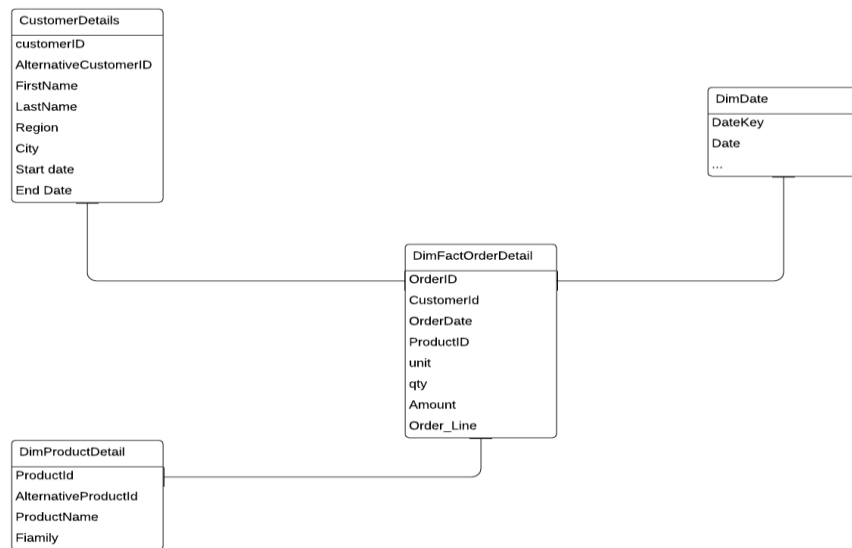 CustomerDetails
customerID
AlternativeCustomerID
FirstName
LastName
Region
City
Start date
End Date
DimDate
DateKey
Date
...
DimFactOrderDetail
OrderID
CustomerId
OrderDate
ProductID
unit
qty
Amount
Order_Line
DimProductDetail
ProductId
AlternativeProductId
ProductName
Fiamily